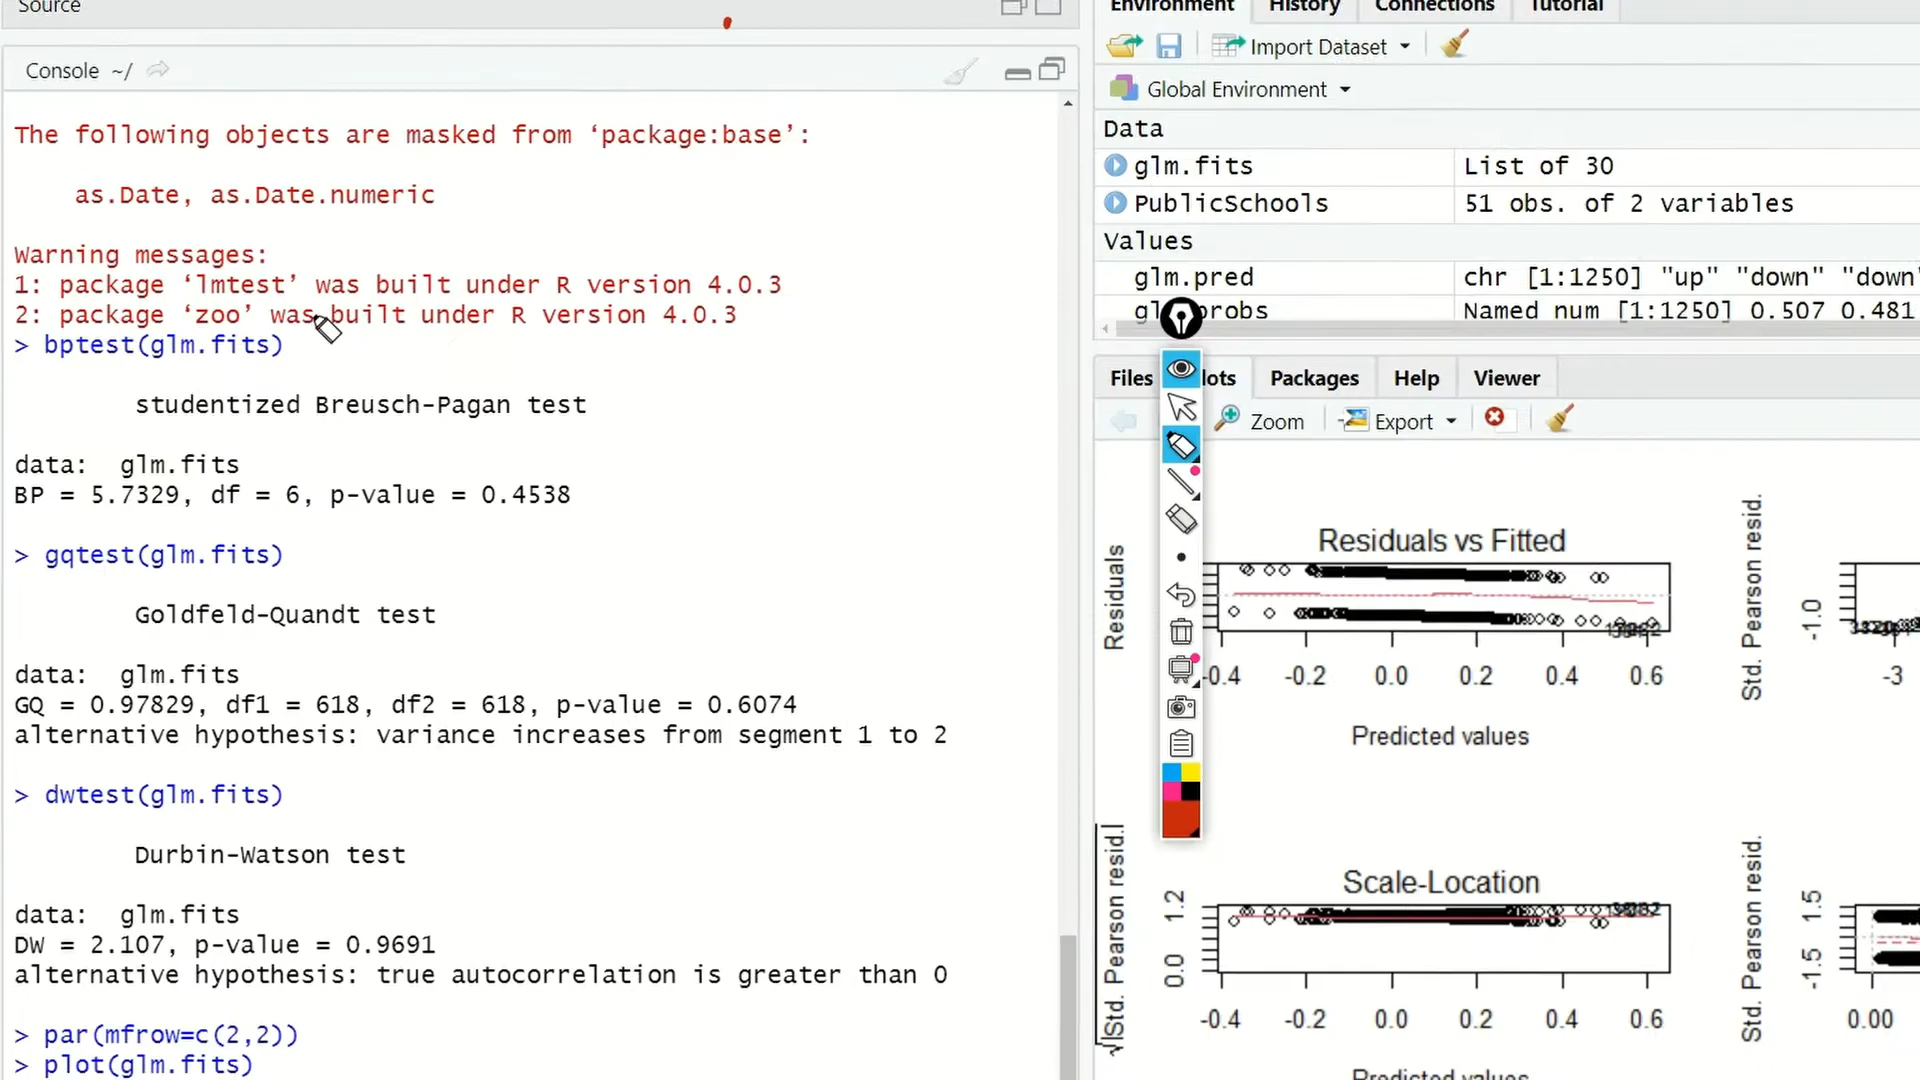 Source
Console ~/
The following objects are masked from ‘package:base’:
as.Date, as.Date.numeric
Warning messages:
1: package ‘lmtest’ was built under R version 4.0.3
2: package ‘zoo’ was built under R version 4.0.3
> bptest(glm.fits)
studentized Breusch-Pagan test
data:  glm.fits
BP = 5.7329, df = 6, p-value = 0.4538
> gqtest(glm.fits)
Goldfeld-Quandt test
data:  glm.fits
GQ = 0.97829, df1 = 618, df2 = 618, p-value = 0.6074
alternative hypothesis: variance increases from segment 1 to 2
> dwtest(glm.fits)
Durbin-Watson test
data:  glm.fits
DW = 2.107, p-value = 0.9691
alternative hypothesis: true autocorrelation is greater than 0
> par(mfrow=c(2,2))
> plot(glm.fits)
Environment History Connections Tutorial
Import Dataset
Global Environment
Data
glm.fits List of 30
PublicSchools 51 obs. of 2 variables
Values
glm.pred chr [1:1250] "up" "down" "down"
Named num [1:1250] 0.507 0.481
Files Packages Help Viewer
Zoom Export
Residuals vs Fitted
Residuals
-0.4 -0.2 0.0 0.2 0.4 0.6
Predicted values
Std. Pearson resid.
-1.0
-3
Scale-Location
√|Std. Pearson resid.|
1.2
0.0
-0.4 -0.2 0.0 0.2 0.4 0.6
Predicted values
Std. Pearson resid.
1.5
-1.5
0.00